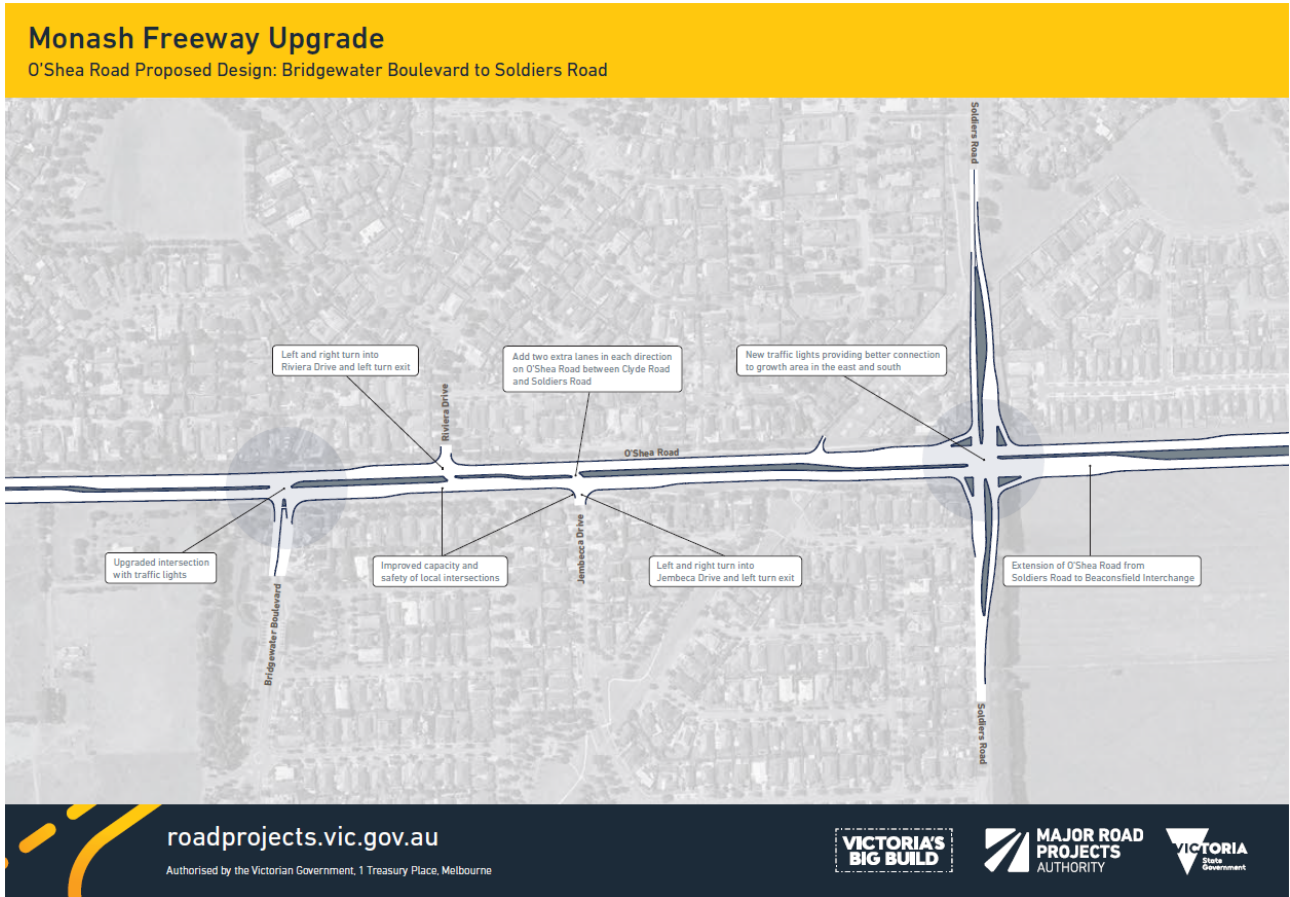 Monash Freeway Upgrade
O'Shea Road Proposed Design: Bridgewater Boulevard to Soldiers Road
Soldiers Road
Left and right turn into
Riviera Drive and left turn exit
Add two extra lanes in each direction
on O'Shea Road between Clyde Road
and Soldiers Road
New traffic lights providing better connection
to growth area in the east and south
Riviera Drive
O'Shea Road
Upgraded intersection
with traffic lights
Improved capacity and
safety of local intersections
Jembecca Drive
Left and right turn into
Jembeca Drive and left turn exit
Extension of O'Shea Road from
Soldiers Road to Beaconsfield Interchange
Bridgewater Boulevard
Soldiers Road
roadprojects.vic.gov.au
Authorised by the Victorian Government, 1 Treasury Place, Melbourne
VICTORIA'S
BIG BUILD
MAJOR ROAD
PROJECTS
AUTHORITY
VICTORIA
State
Government